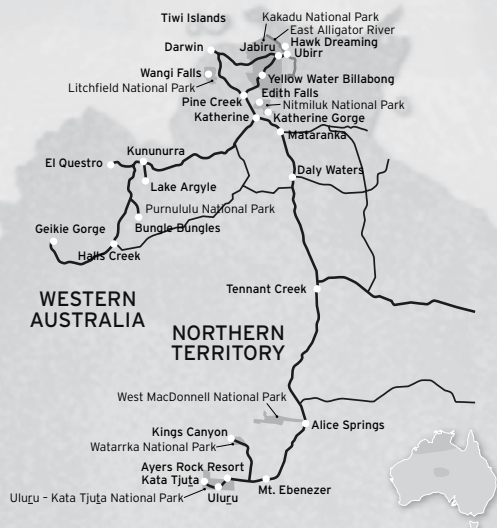 Tiwi Islands
Kakadu National Park
East Alligator River
Darwin
Jabiru
Hawk Dreaming
Ubirr
Wangi Falls
Yellow Water Billabong
Litchfield National Park
Edith Falls
Pine Creek
Nitmiluk National Park
Katherine
Katherine Gorge
Mataranka
Kununurra
El Questro
Daly Waters
Lake Argyle
Purnululu National Park
Geikie Gorge
Bungle Bungles
Halls Creek
Tennant Creek
WESTERN
AUSTRALIA
NORTHERN
TERRITORY
West MacDonnell National Park
Alice Springs
Kings Canyon
Watarrka National Park
Ayers Rock Resort
Kata Tjuṯa
Uluṟu – Kata Tjuṯa National Park
Uluṟu
Mt. Ebenezer